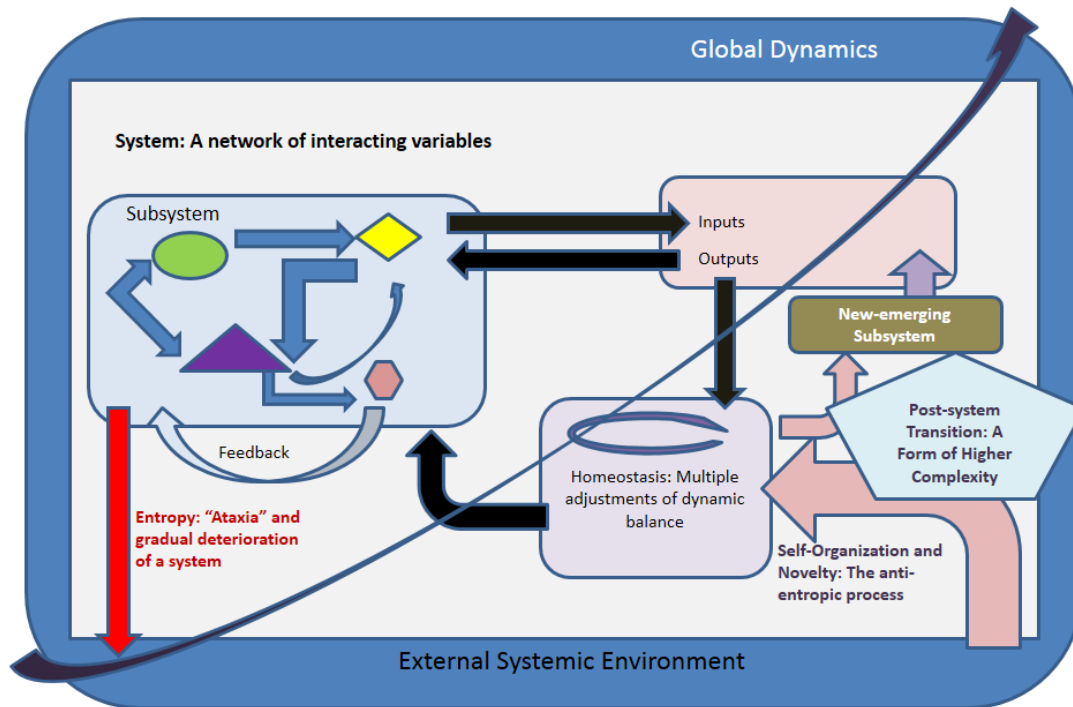 Global Dynamics
System: A network of interacting variables
Subsystem
Inputs
Outputs
New-emerging
Subsystem
Post-system
Transition: A
Form of Higher
Complexity
Feedback
Homeostasis: Multiple
adjustments of dynamic
balance
Entropy: “Ataxia” and
gradual deterioration
of a system
Self-Organization and
Novelty: The anti-
entropic process
External Systemic Environment